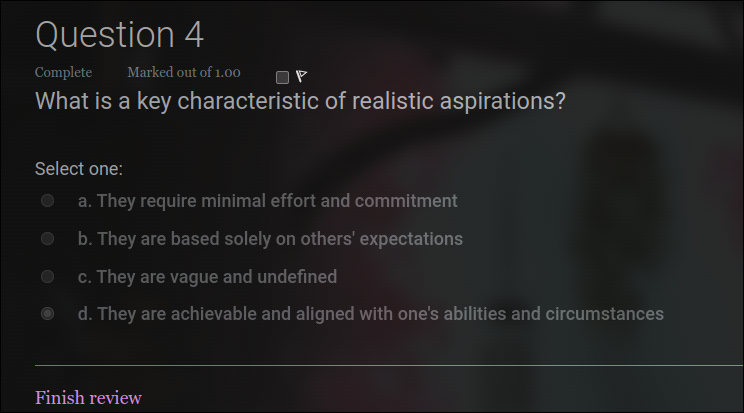 Question 4
Complete Marked out of 1.00
What is a key characteristic of realistic aspirations?
Select one:
a. They require minimal effort and commitment
b. They are based solely on others' expectations
c. They are vague and undefined
d. They are achievable and aligned with one's abilities and circumstances
Finish review